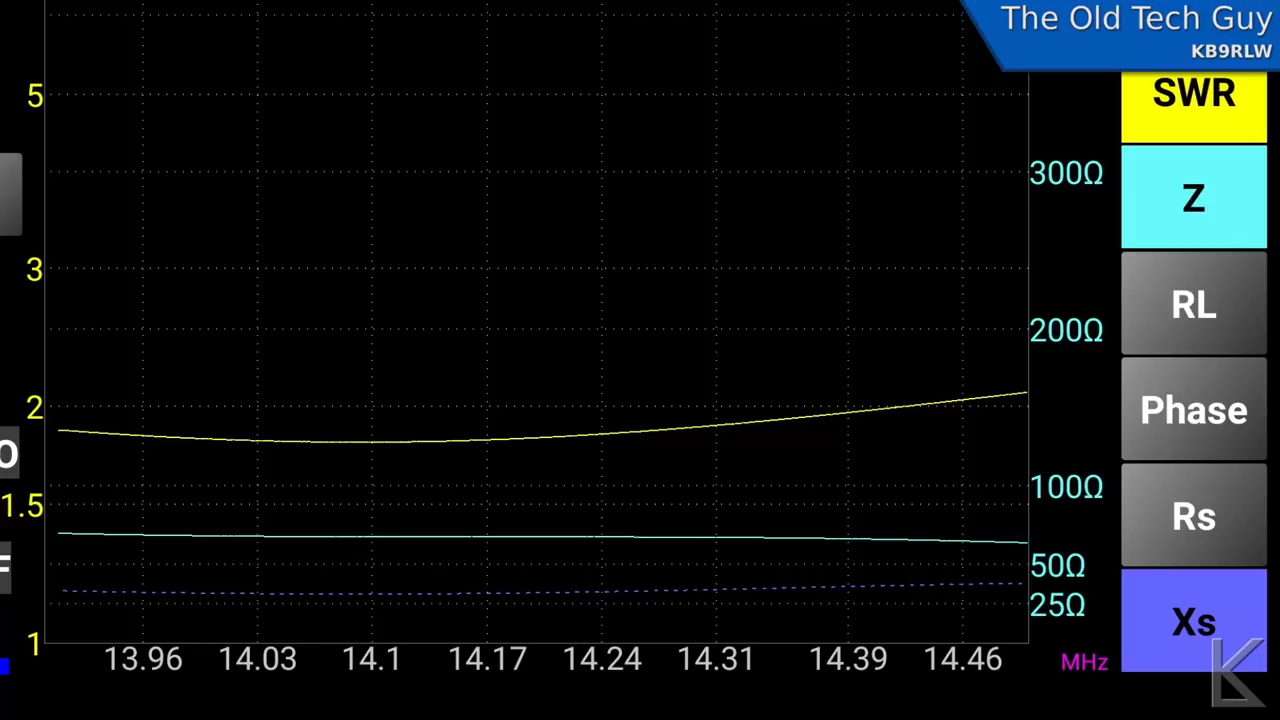 The Old Tech Guy
KB9RLW
5
3
2
1.5
1
300Ω
200Ω
100Ω
50Ω
25Ω
SWR
Z
RL
Phase
Rs
Xs
13.96 14.03 14.1 14.17 14.24 14.31 14.39 14.46 MHz